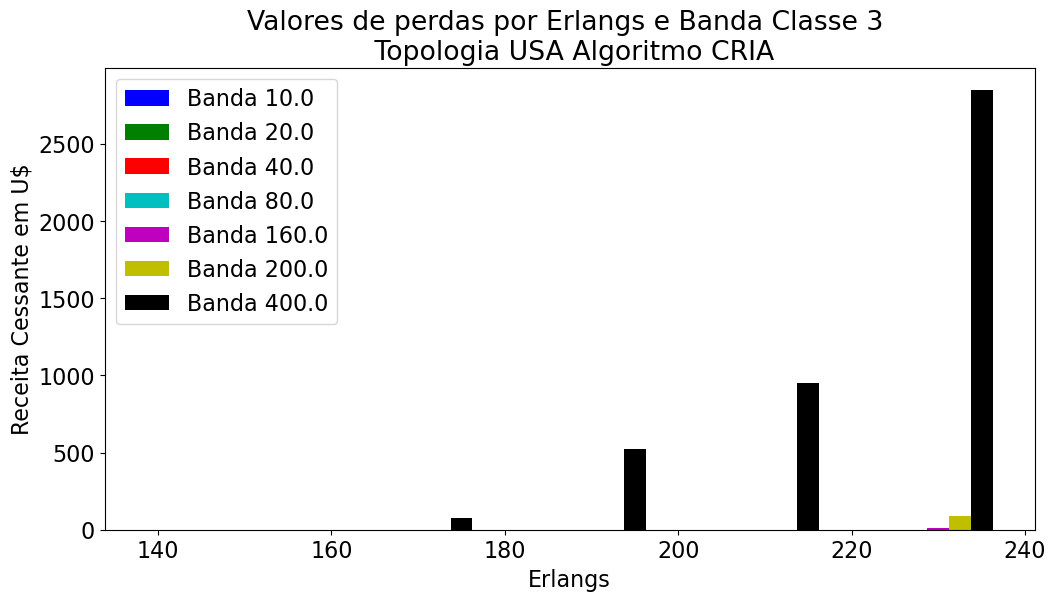 Valores de perdas por Erlangs e Banda Classe 3
Topologia USA Algoritmo CRIA
Receita Cessante em U$
2500
2000
1500
1000
500
0
Banda 10.0
Banda 20.0
Banda 40.0
Banda 80.0
Banda 160.0
Banda 200.0
Banda 400.0
140 160 180 200 220 240
Erlangs